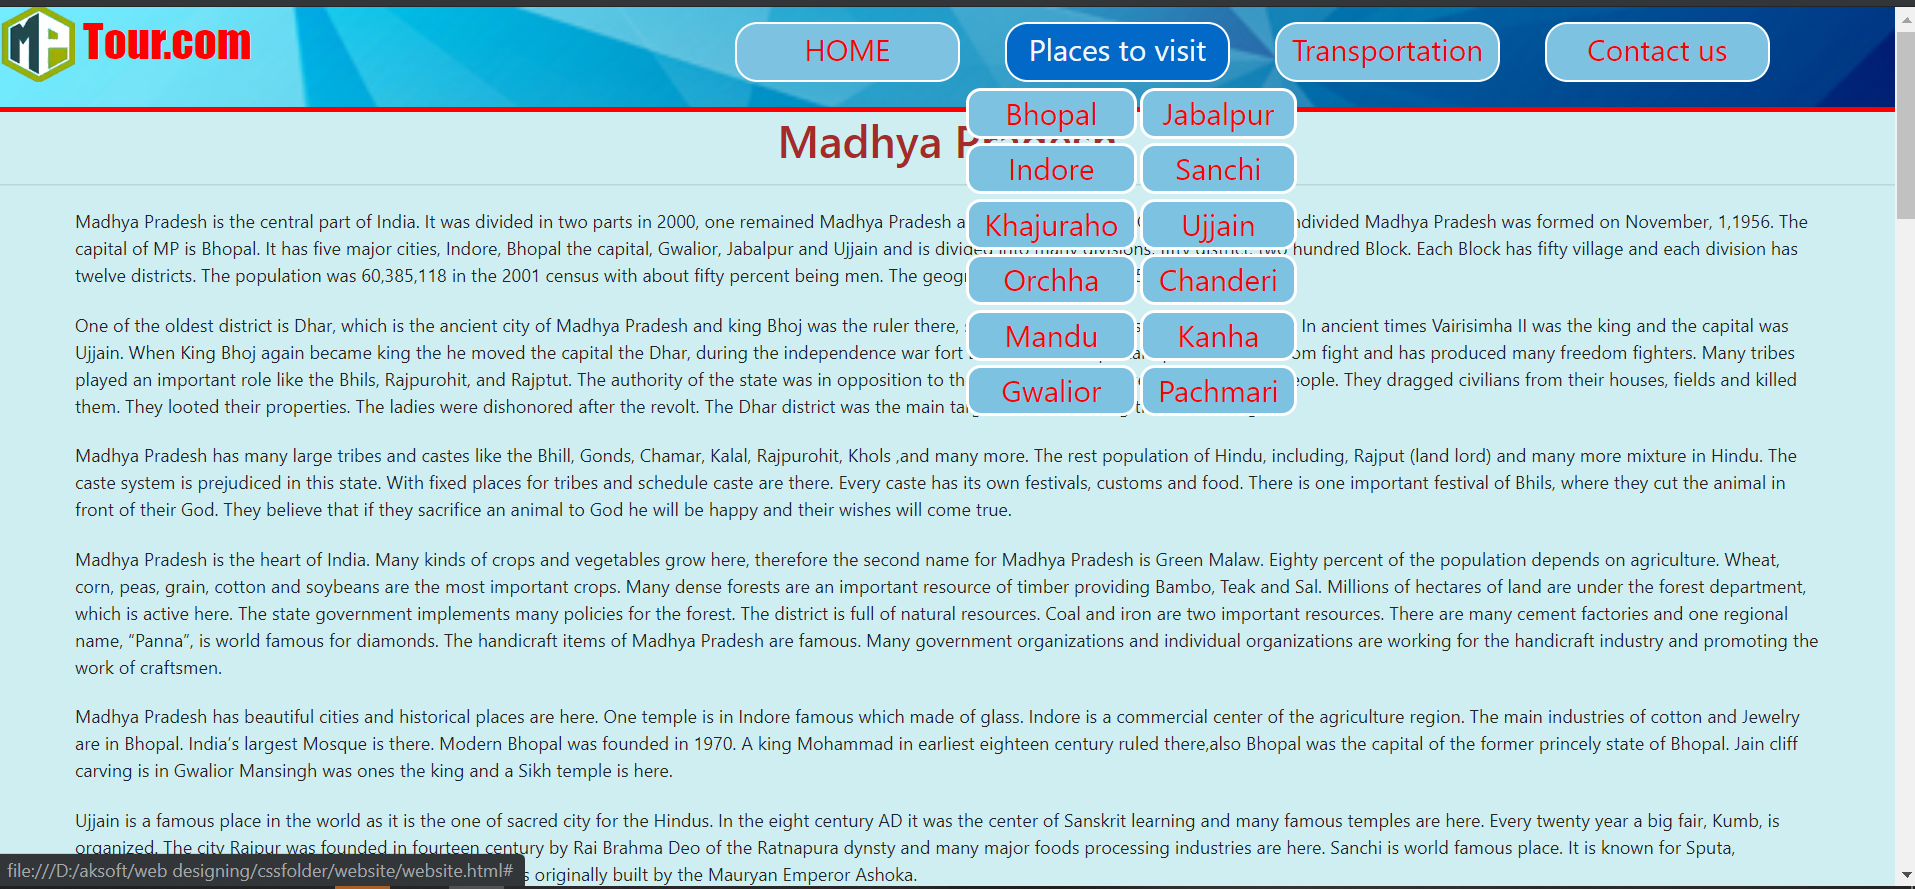 MP Tour.com
HOME
Places to visit
Transportation
Contact us
Bhopal Jabalpur
Madhya
Indore Sanchi
Khajuraho Ujjain
Orchha Chanderi
Mandu Kanha
Gwalior Pachmari
Madhya Pradesh is the central part of India. It was divided in two parts in 2000, one remained Madhya Pradesh ndivided Madhya Pradesh was formed on November, 1,1956. The
capital of MP is Bhopal. It has five major cities, Indore, Bhopal the capital, Gwalior, Jabalpur and Ujjain and is divided into many divisions, fifty district, two hundred Block. Each Block has fifty village and each division has
twelve districts. The population was 60,385,118 in the 2001 census with about fifty percent being men. The geog
One of the oldest district is Dhar, which is the ancient city of Madhya Pradesh and king Bhoj was the ruler there, In ancient times Vairisimha II was the king and the capital was
Ujjain. When King Bhoj again became king the he moved the capital the Dhar, during the independence war fort om fight and has produced many freedom fighters. Many tribes
played an important role like the Bhils, Rajpurohit, and Rajptut. The authority of the state was in opposition to th eople. They dragged civilians from their houses, fields and killed
them. They looted their properties. The ladies were dishonored after the revolt. The Dhar district was the main
Madhya Pradesh has many large tribes and castes like the Bhill, Gonds, Chamar, Kalal, Rajpurohit, Khols ,and many more. The rest population of Hindu, including, Rajput (land lord) and many more mixture in Hindu. The
caste system is prejudiced in this state. With fixed places for tribes and schedule caste are there. Every caste has its own festivals, customs and food. There is one important festival of Bhils, where they cut the animal in
front of their God. They believe that if they sacrifice an animal to God he will be happy and their wishes will come true.
Madhya Pradesh is the heart of India. Many kinds of crops and vegetables grow here, therefore the second name for Madhya Pradesh is Green Malaw. Eighty percent of the population depends on agriculture. Wheat,
corn, peas, grain, cotton and soybeans are the most important crops. Many dense forests are an important resource of timber providing Bambo, Teak and Sal. Millions of hectares of land are under the forest department,
which is active here. The state government implements many policies for the forest. The district is full of natural resources. Coal and iron are two important resources. There are many cement factories and one regional
name, “Panna”, is world famous for diamonds. The handicraft items of Madhya Pradesh are famous. Many government organizations and individual organizations are working for the handicraft industry and promoting the
work of craftsmen.
Madhya Pradesh has beautiful cities and historical places are here. One temple is in Indore famous which made of glass. Indore is a commercial center of the agriculture region. The main industries of cotton and Jewelry
are in Bhopal. India’s largest Mosque is there. Modern Bhopal was founded in 1970. A king Mohammad in earliest eighteen century ruled there,also Bhopal was the capital of the former princely state of Bhopal. Jain cliff
carving is in Gwalior Mansingh was ones the king and a Sikh temple is here.
Ujjain is a famous place in the world as it is the one of sacred city for the Hindus. In the eight century AD it was the center of Sanskrit learning and many famous temples are here. Every twenty year a big fair, Kumb, is
organized. The city Raipur was founded in fourteen century by Rai Brahma Deo of the Ratnapura dynsty and many major foods processing industries are here. Sanchi is world famous place. It is known for Sputa,
s originally built by the Mauryan Emperor Ashoka.
file:///D:/aksoft/web designing/cssfolder/website/website.html#